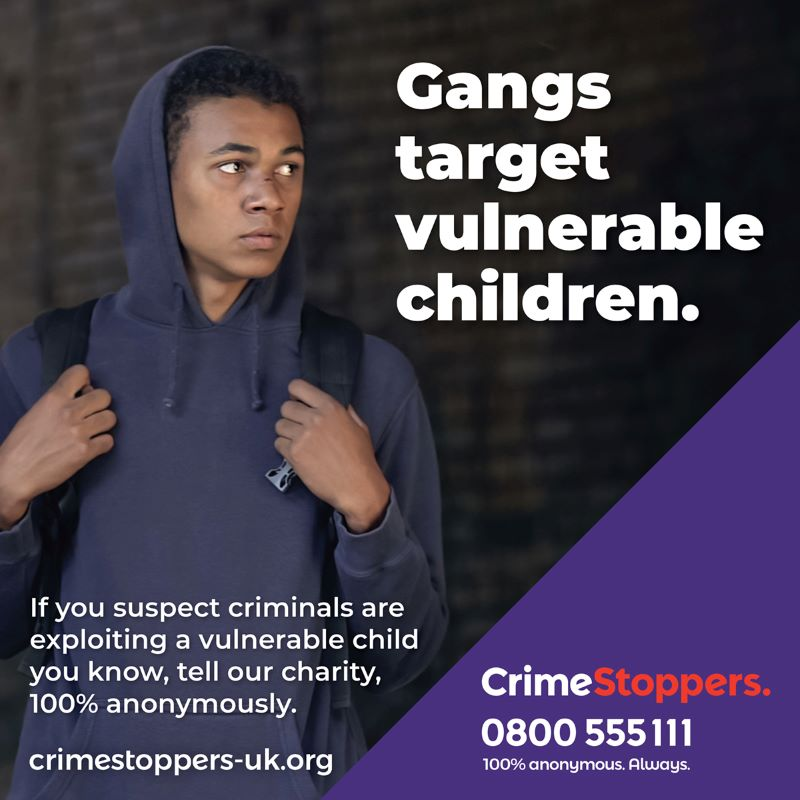 Gangs
target
vulnerable
children.
If you suspect criminals are
exploiting a vulnerable child
you know, tell our charity,
100% anonymously.
crimestoppers-uk.org
CrimeStoppers.
0800 555 111
100% anonymous. Always.